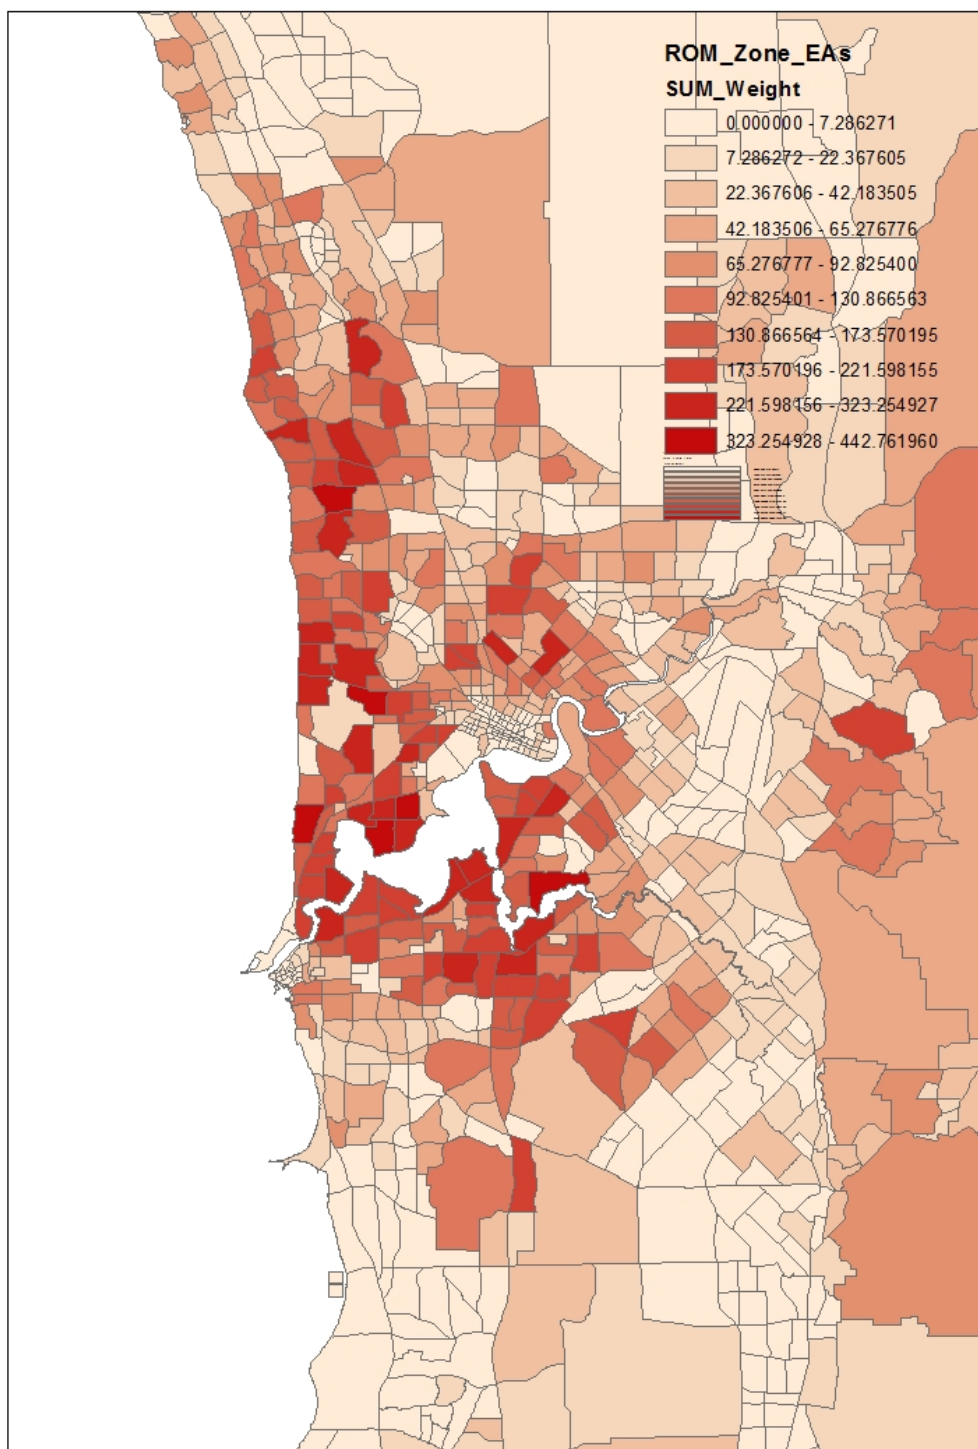 ROM_Zone_EAs
SUM_Weight
0.000000 - 7.286271
7.286272 - 22.367605
22.367606 - 42.183505
42.183506 - 65.276776
65.276777 - 92.825400
92.825401 - 130.866563
130.866564 - 173.570195
173.570196 - 221.598155
221.598156 - 323.254927
323.254928 - 442.761960